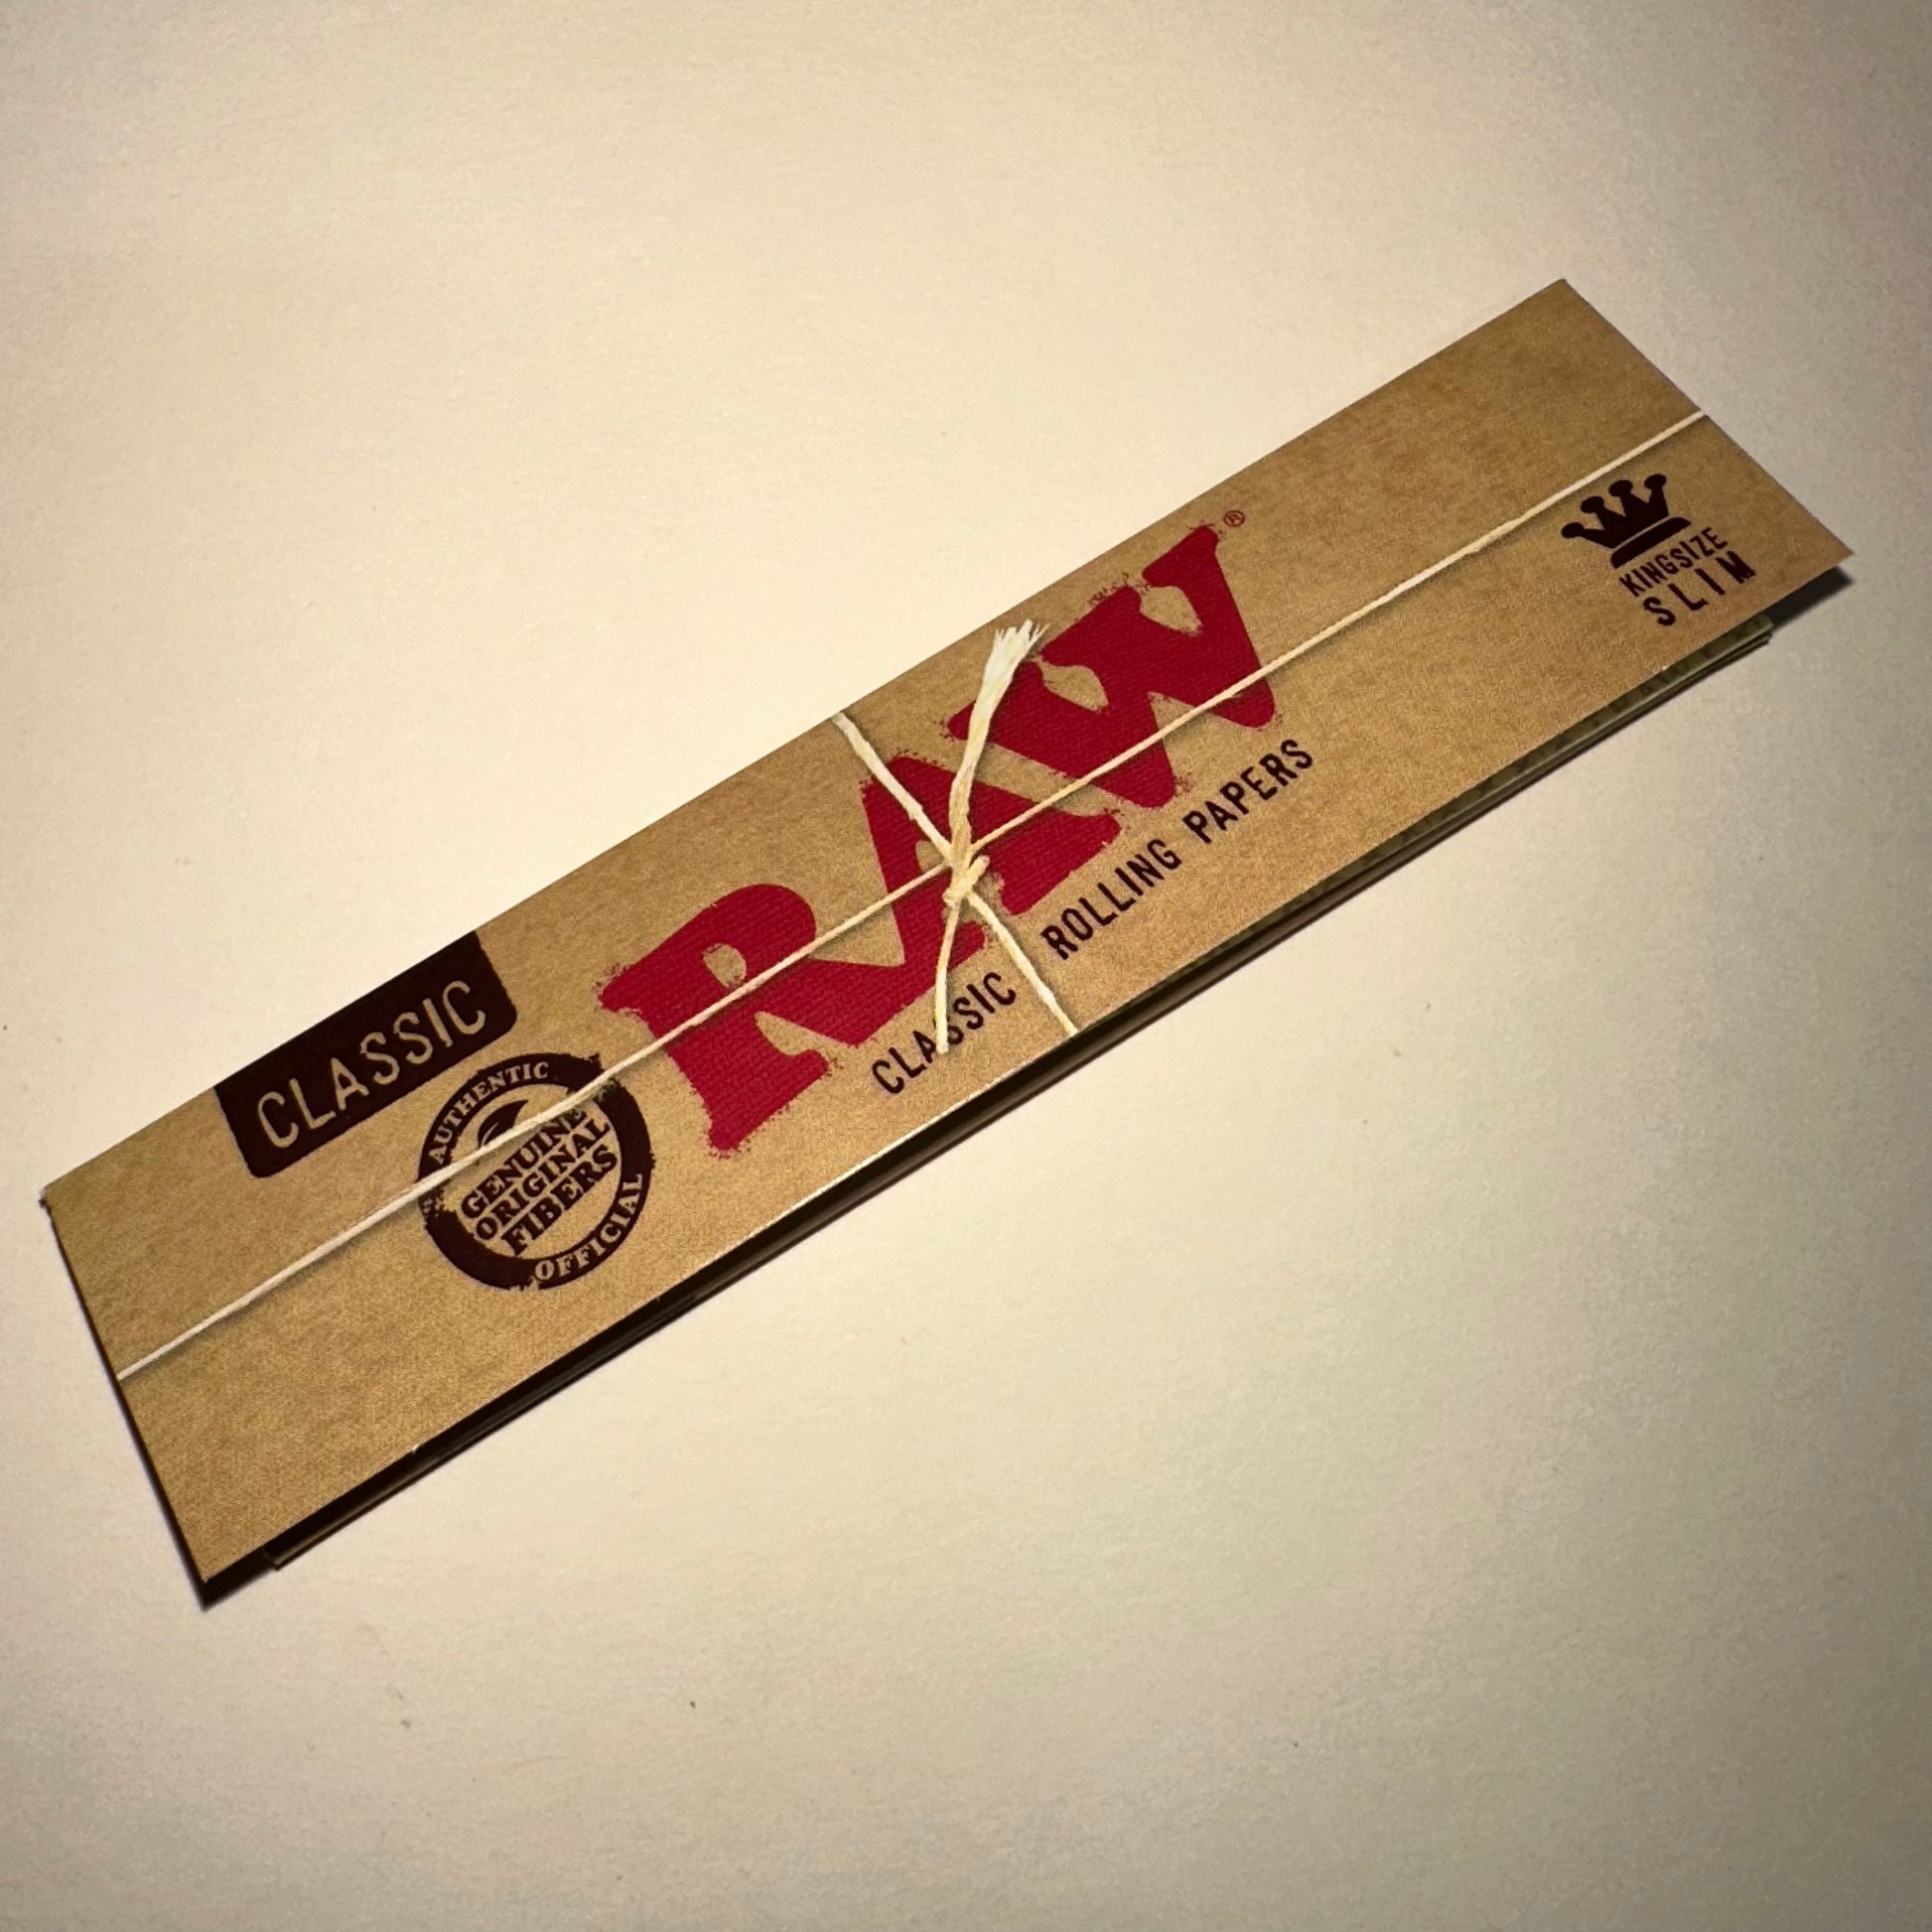 CLASSIC
AUTHENTIC
GENUINE
ORIGINAL
FIBERS
OFFICIAL
RAW®
CLASSIC ROLLING PAPERS
KINGSIZE
SLIM